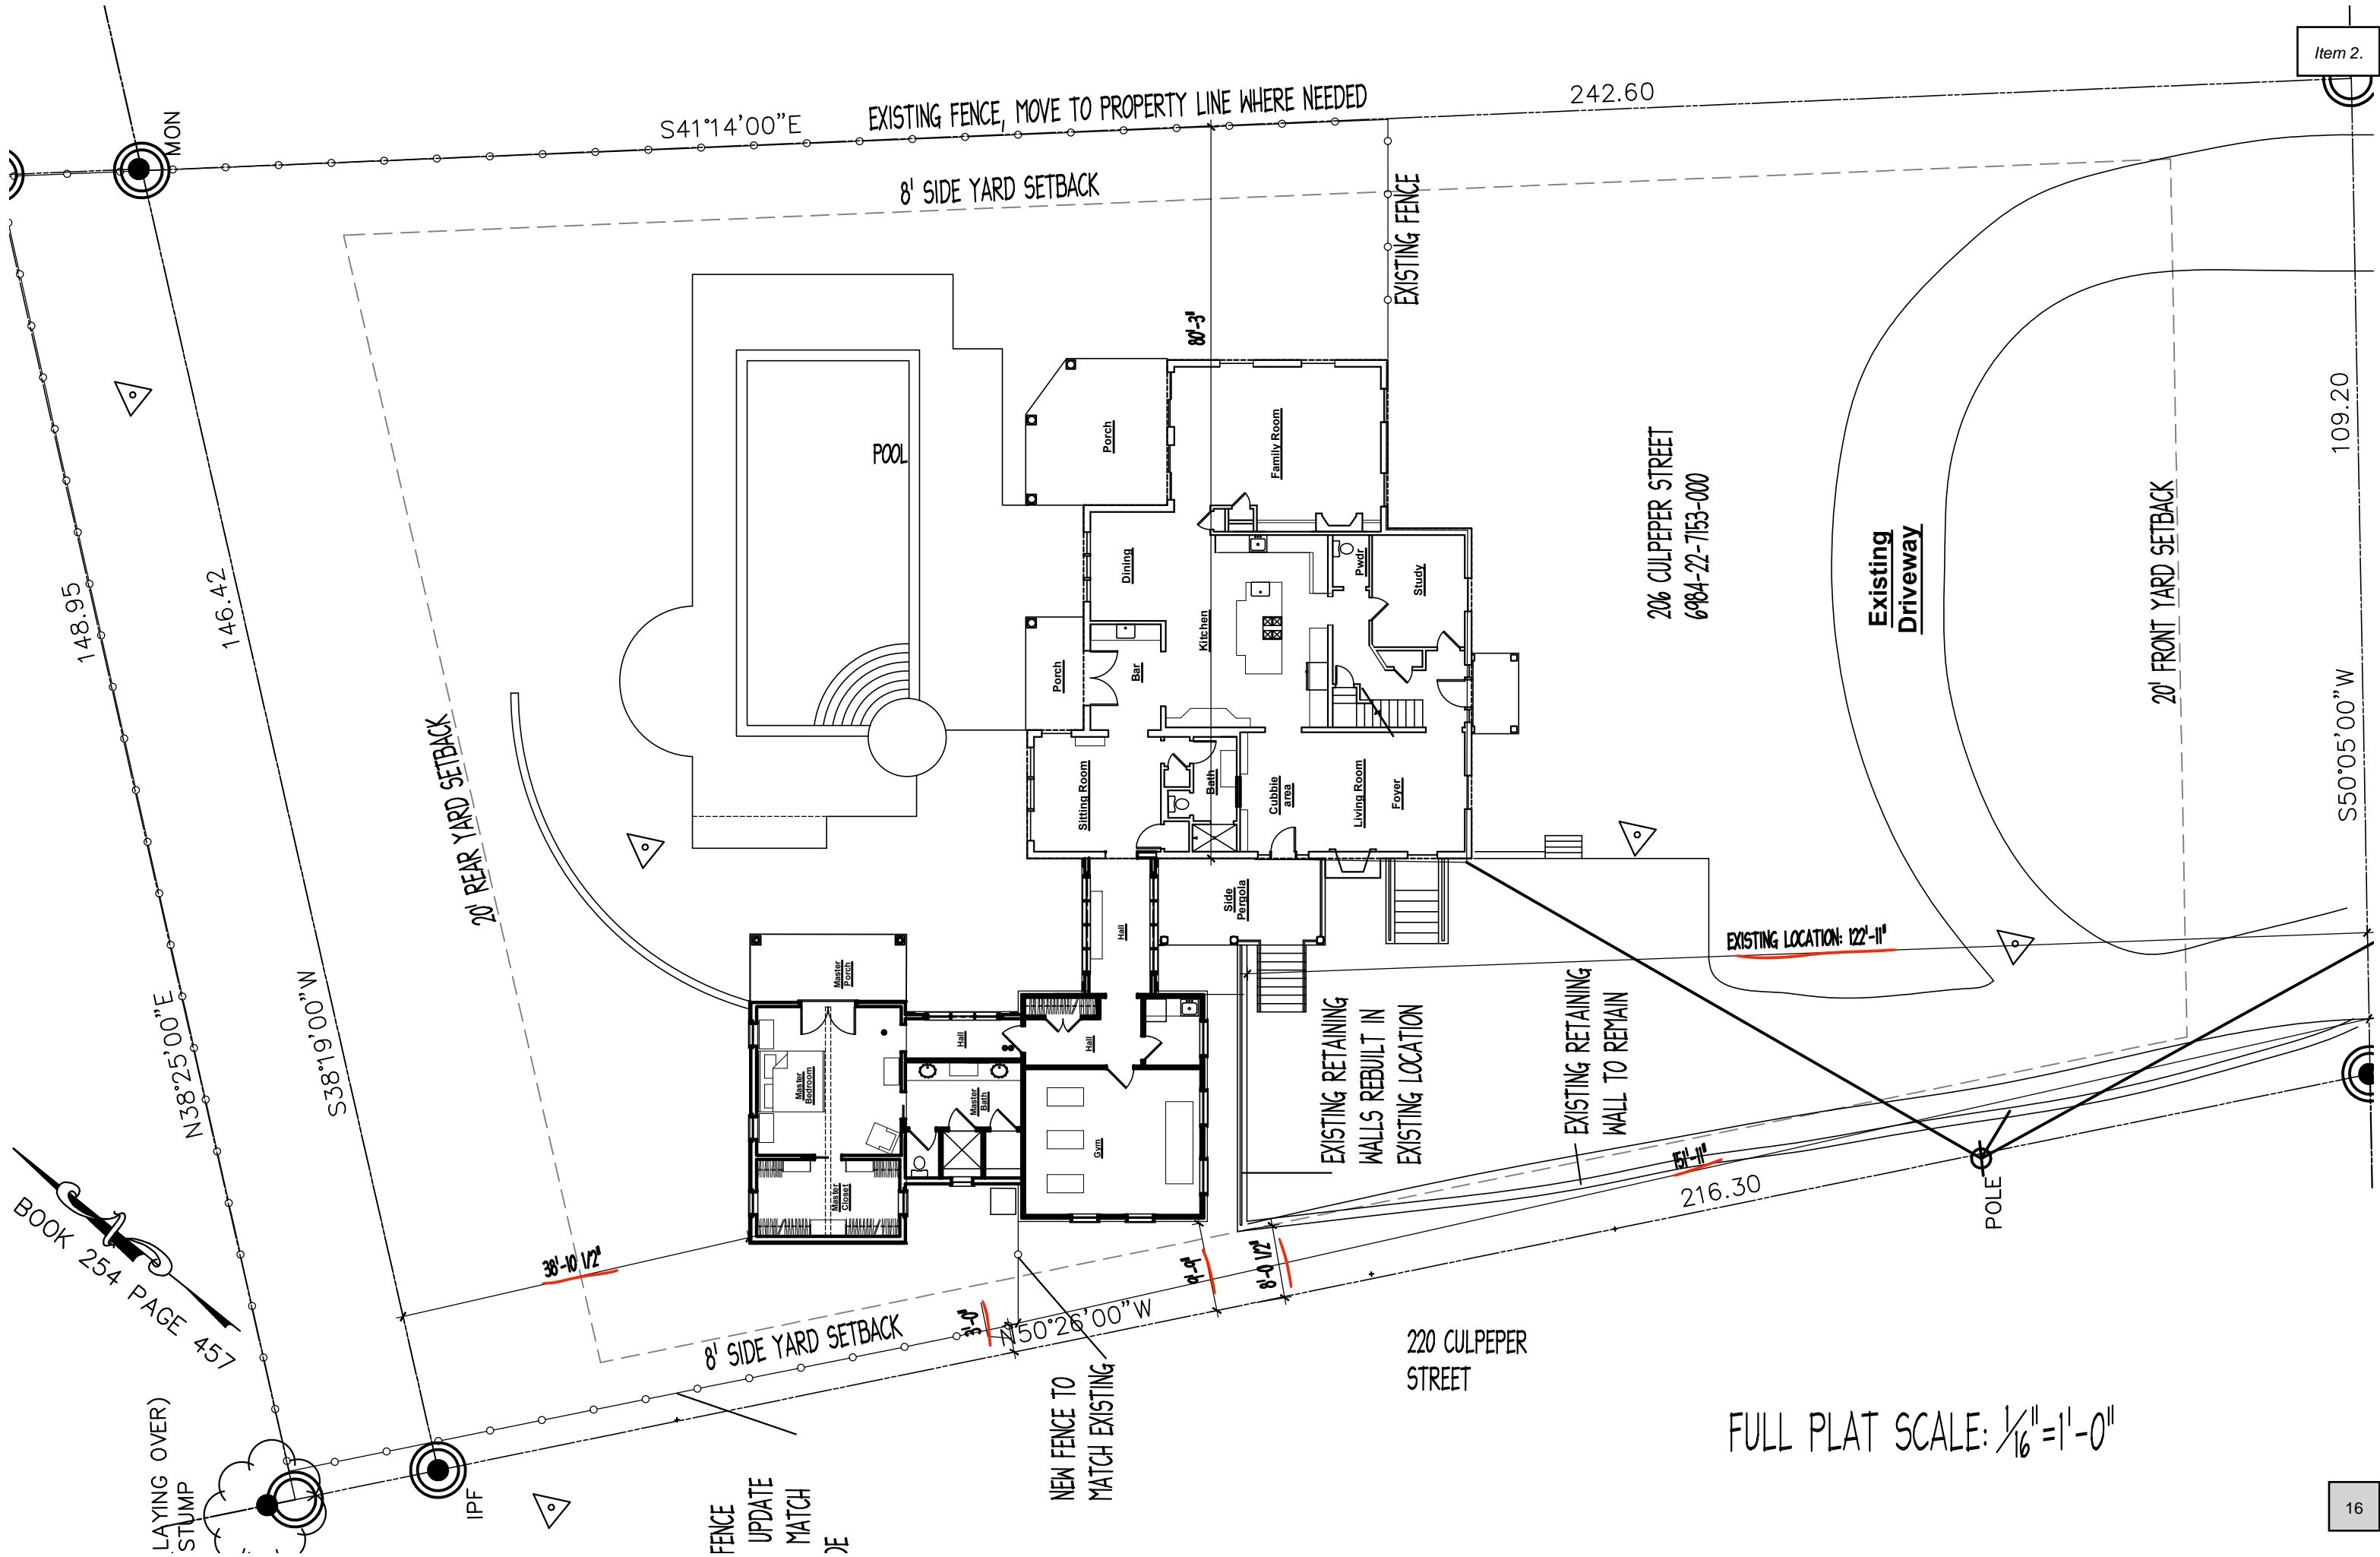 Item 2.
MON
S41°14'00"E
EXISTING FENCE, MOVE TO PROPERTY LINE WHERE NEEDED
242.60
8' SIDE YARD SETBACK
EXISTING FENCE
80'-3"
POOL
Porch
Family Room
Dining
Kitchen
Pwdr
Study
Porch
Bar
Sitting Room
Bath
Cubbie
area
Living Room
Foyer
Side
Pergola
Hall
206 CULPEPER STREET
6984-22-7153-000
Existing
Driveway
20' FRONT YARD SETBACK
109.20
S50°05'00"W
148.95
146.42
20' REAR YARD SETBACK
N38°25'00"E
S38°19'00"W
Master
Porch
Master
Bedroom
Hall
Hall
Master
Bath
Gym
Master
Closet
EXISTING LOCATION: 122'-11"
EXISTING RETAINING
WALLS REBUILT IN
EXISTING LOCATION
EXISTING RETAINING
WALL TO REMAIN
151'-11"
216.30
POLE
BOOK 254 PAGE 457
38'-10 1/2"
9'-9"
8'-0 1/2"
3'-0"
N50°26'00"W
8' SIDE YARD SETBACK
NEW FENCE TO
MATCH EXISTING
220 CULPEPER
STREET
FULL PLAT SCALE: 1/16"=1'-0"
LAYING OVER)
STUMP
IPF
FENCE
UPDATE
MATCH
DE
16